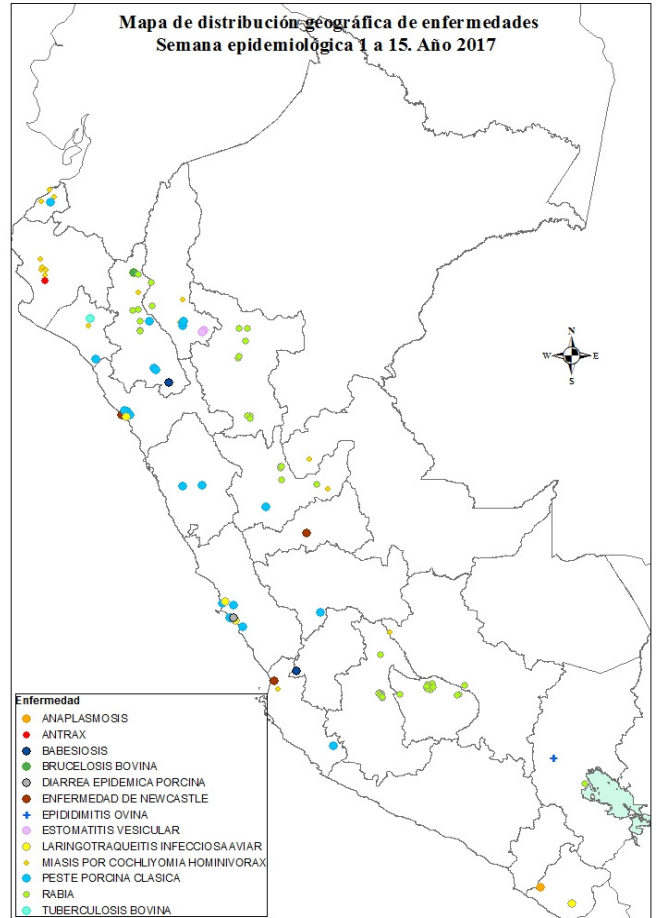 Mapa de distribución geográfica de enfermedades
Semana epidemiológica 1 a 15. Año 2017
N
W E
S
Enfermedad
ANAPLASMOSIS
ANTRAX
BABESIOSIS
BRUCELOSIS BOVINA
DIARREA EPIDEMICA PORCINA
ENFERMEDAD DE NEWCASTLE
EPIDIDIMITIS OVINA
ESTOMATITIS VESICULAR
LARINGOTRAQUEITIS INFECCIOSA AVIAR
MIASIS POR COCHLIYOMIA HOMINIVORAX
PESTE PORCINA CLASICA
RABIA
TUBERCULOSIS BOVINA